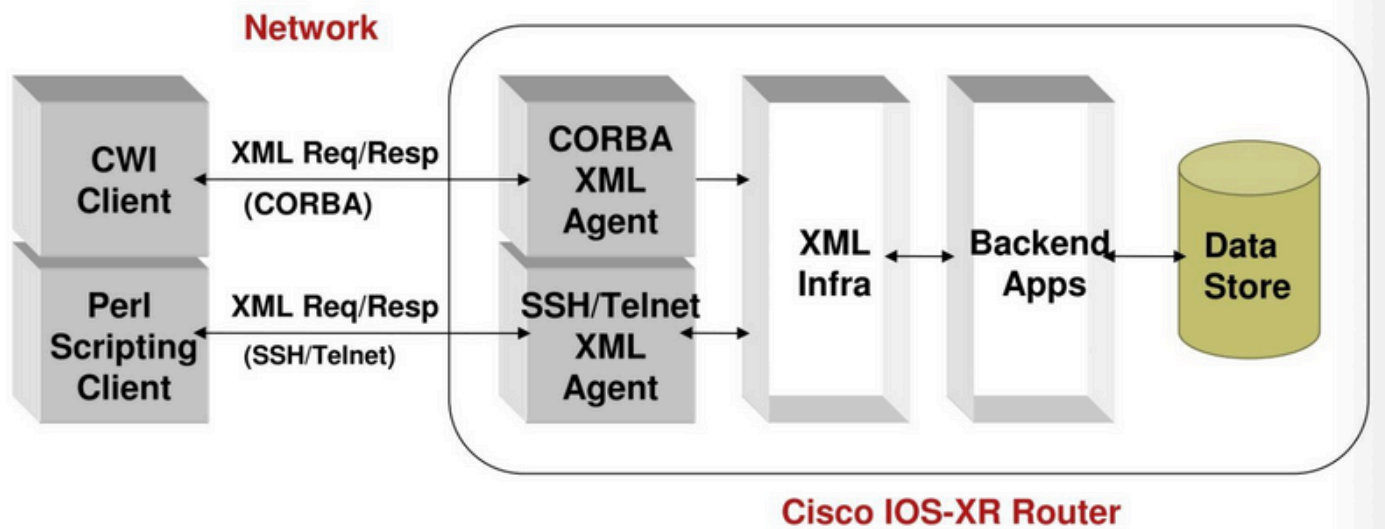 Network
CWI
Client
XML Req/Resp
(CORBA)
CORBA
XML
Agent
Perl
Scripting
Client
XML Req/Resp
(SSH/Telnet)
SSH/Telnet
XML
Agent
XML
Infra
Backend
Apps
Data
Store
Cisco IOS-XR Router